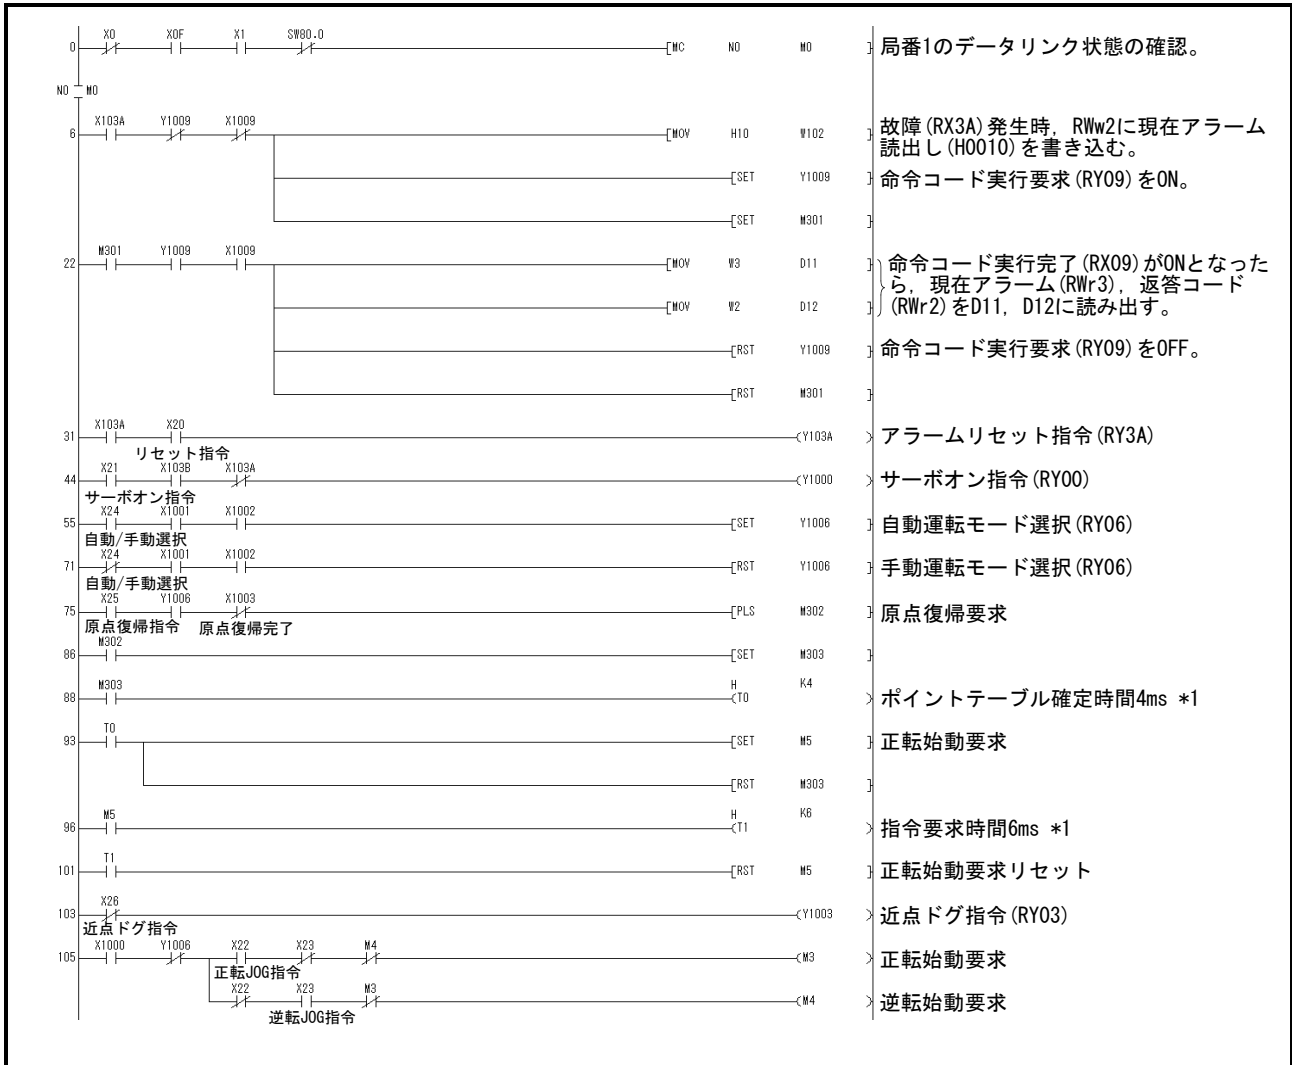 X0 X0F X1 SW80.0
0 [MC N0 M0 ] 局番1のデータリンク状態の確認。
N0 M0
X103A Y1009 X1009
6 [MOV H10 W102 ] 故障(RX3A)発生時, RWw2に現在アラーム
読出し(H0010)を書き込む。
[SET Y1009 ] 命令コード実行要求(RY09)をON。
[SET M301 ]
M301 Y1009 X1009
22 [MOV W3 D11 ] 命令コード実行完了(RX09)がONとなった
ら, 現在アラーム(RWr3), 返答コード
[MOV W2 D12 ] (RWr2)をD11, D12に読み出す。
[RST Y1009 ] 命令コード実行要求(RY09)をOFF。
[RST M301 ]
X103A X20
31 (Y103A ) アラームリセット指令(RY3A)
リセット指令
X21 X103B X103A
44 (Y1000 ) サーボオン指令(RY00)
サーボオン指令
X24 X1001 X1002
55 [SET Y1006 ] 自動運転モード選択(RY06)
自動/手動選択
X24 X1001 X1002
71 [RST Y1006 ] 手動運転モード選択(RY06)
自動/手動選択
X25 Y1006 X1003
75 [PLS M302 ] 原点復帰要求
原点復帰指令 原点復帰完了
M302
86 [SET M303 ]
M303 H K4
88 (T0 ) ポイントテーブル確定時間4ms *1
T0
93 [SET M5 ] 正転始動要求
[RST M303 ]
M5 H K6
96 (T1 ) 指令要求時間6ms *1
T1
101 [RST M5 ] 正転始動要求リセット
X26
103 (Y1003 ) 近点ドグ指令(RY03)
近点ドグ指令
X1000 Y1006 X22 X23 M4
105 (M3 ) 正転始動要求
正転JOG指令
X22 X23 M3
(M4 ) 逆転始動要求
逆転JOG指令